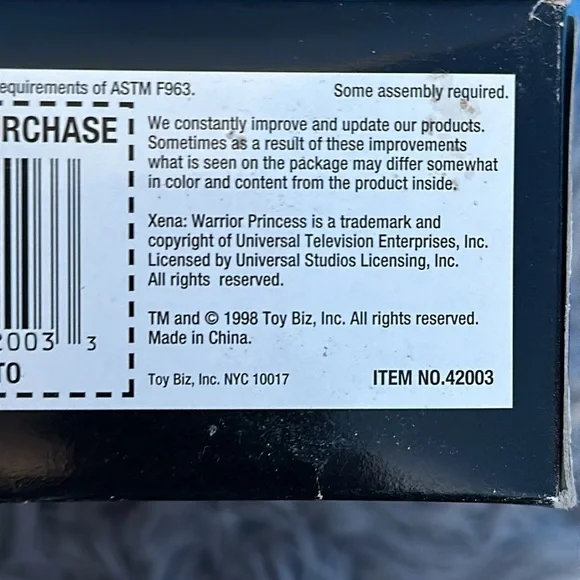 equirements of ASTM F963.
Some assembly required.
RCHASE
We constantly improve and update our products.
Sometimes as a result of these improvements
what is seen on the package may differ somewhat
in color and content from the product inside.
Xena: Warrior Princess is a trademark and
copyright of Universal Television Enterprises, Inc.
Licensed by Universal Studios Licensing, Inc.
All rights reserved.
TM and © 1998 Toy Biz, Inc. All rights reserved.
Made in China.
2003 3
TO
Toy Biz, Inc. NYC 10017
ITEM NO.42003